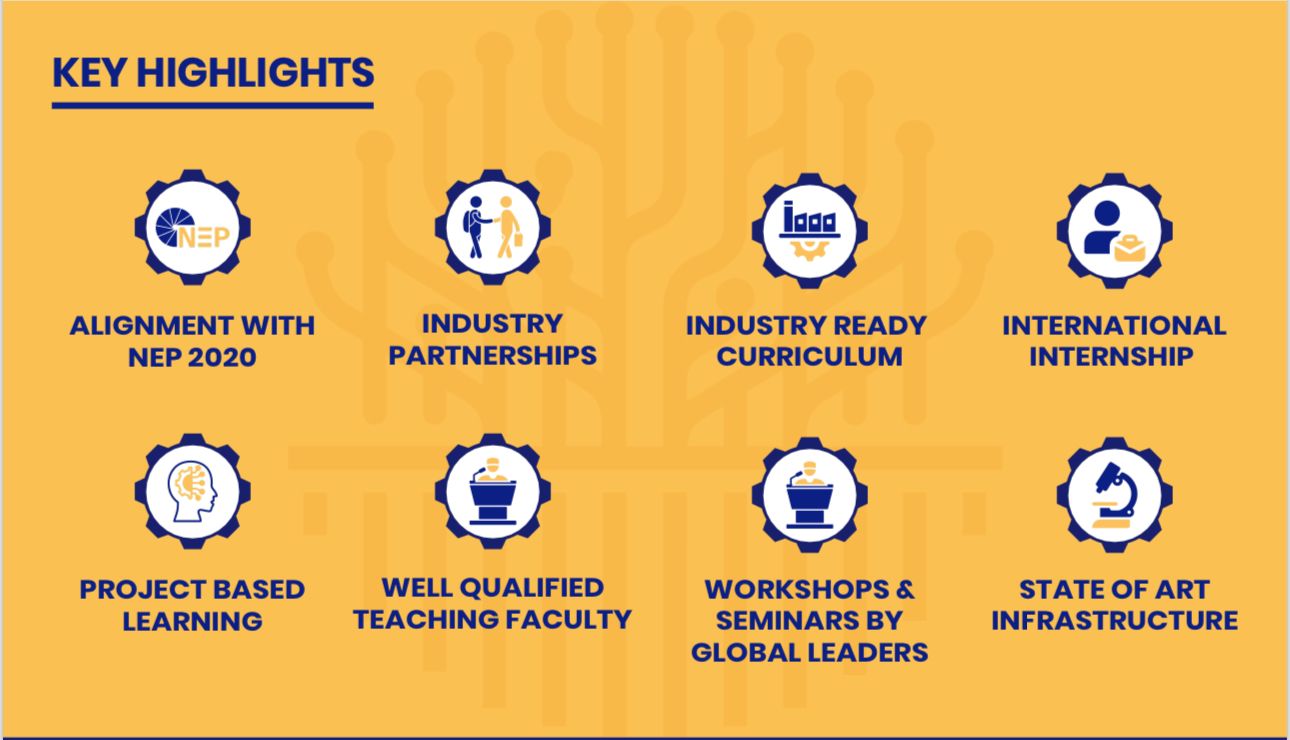 KEY HIGHLIGHTS
NEP
ALIGNMENT WITH
NEP 2020
INDUSTRY
PARTNERSHIPS
INDUSTRY READY
CURRICULUM
INTERNATIONAL
INTERNSHIP
PROJECT BASED
LEARNING
WELL QUALIFIED
TEACHING FACULTY
WORKSHOPS &
SEMINARS BY
GLOBAL LEADERS
STATE OF ART
INFRASTRUCTURE